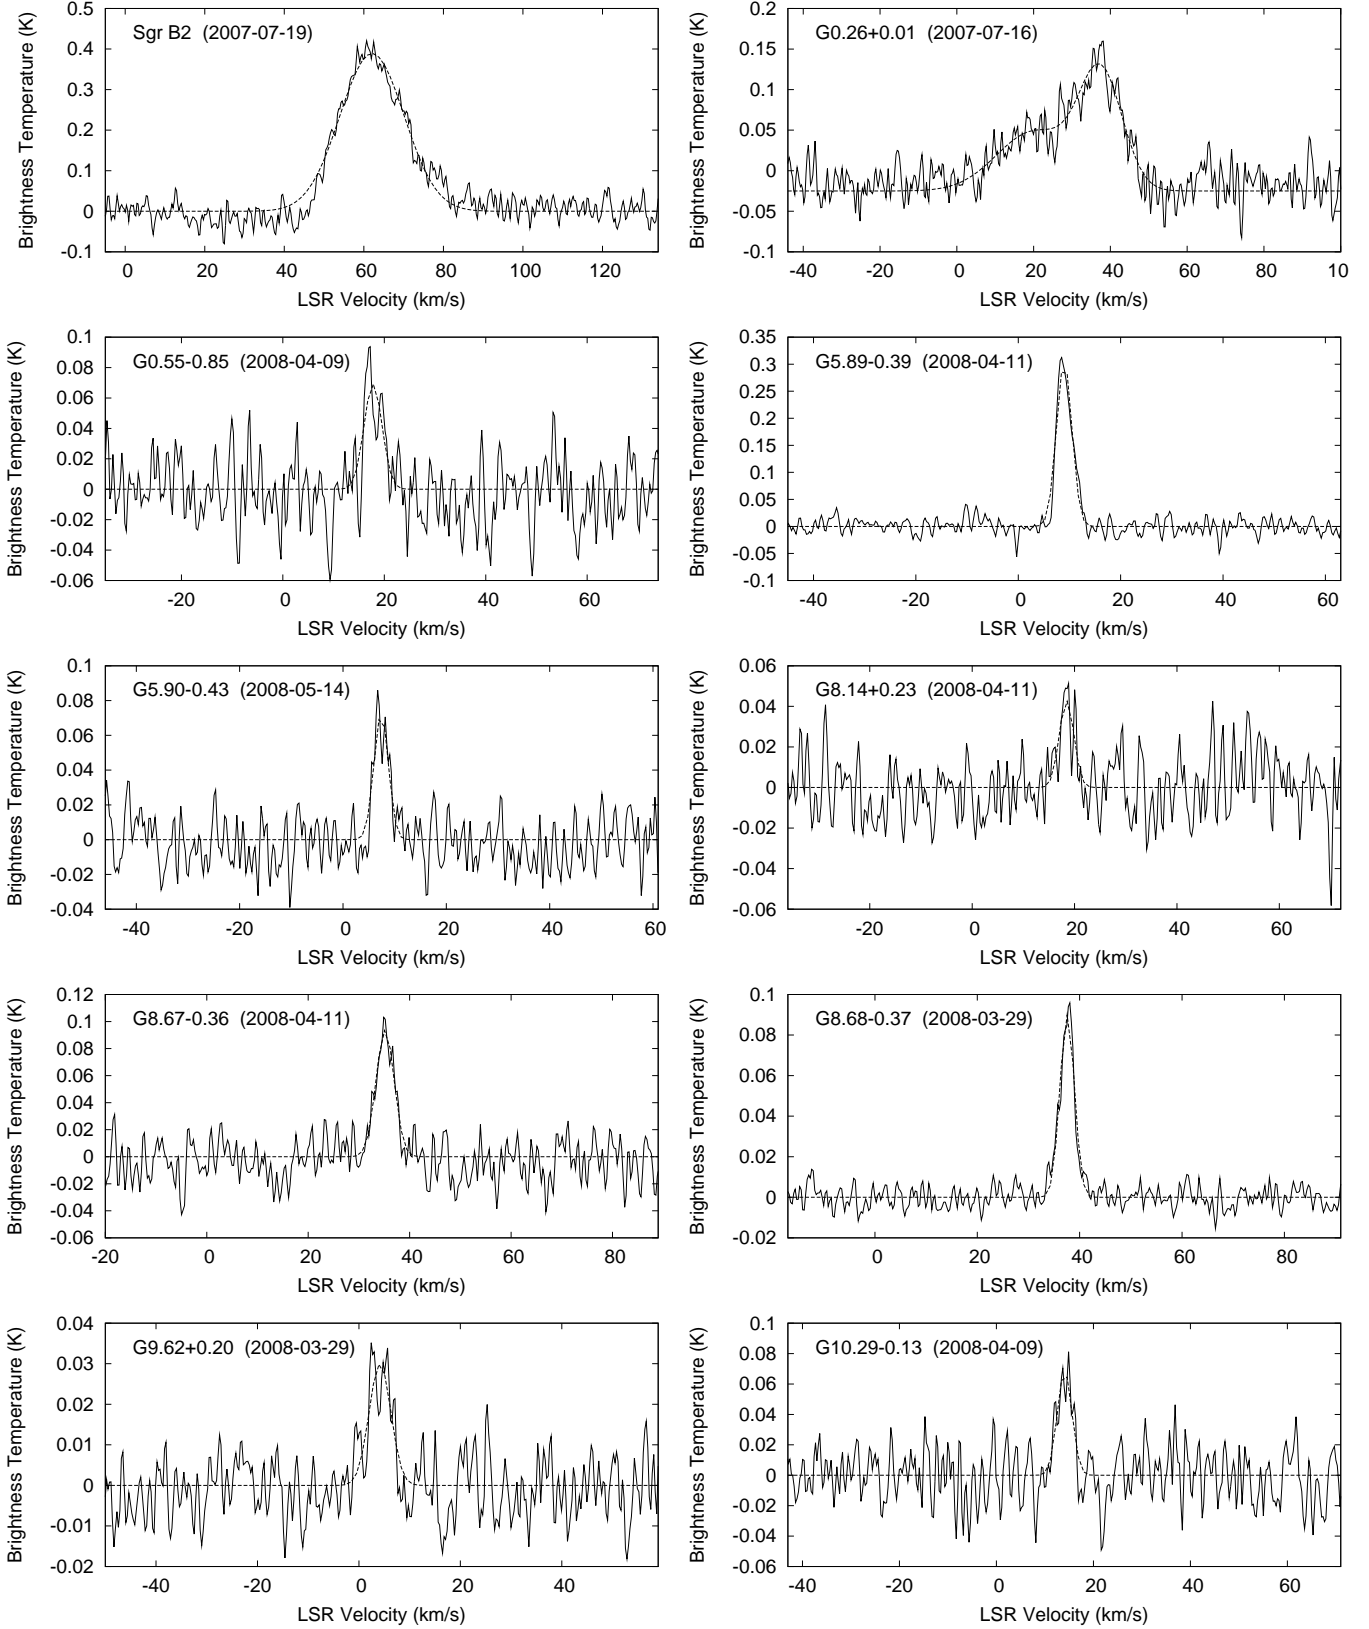 Sgr B2 (2007-07-19)
Brightness Temperature (K)
0.5
0.4
0.3
0.2
0.1
0
-0.1
0 20 40 60 80 100 120
LSR Velocity (km/s)
G0.26+0.01 (2007-07-16)
Brightness Temperature (K)
0.2
0.15
0.1
0.05
0
-0.05
-0.1
-40 -20 0 20 40 60 80 10
LSR Velocity (km/s)
G0.55-0.85 (2008-04-09)
Brightness Temperature (K)
0.1
0.08
0.06
0.04
0.02
0
-0.02
-0.04
-0.06
-20 0 20 40 60
LSR Velocity (km/s)
G5.89-0.39 (2008-04-11)
Brightness Temperature (K)
0.35
0.3
0.25
0.2
0.15
0.1
0.05
0
-0.05
-0.1
-40 -20 0 20 40 60
LSR Velocity (km/s)
G5.90-0.43 (2008-05-14)
Brightness Temperature (K)
0.1
0.08
0.06
0.04
0.02
0
-0.02
-0.04
-40 -20 0 20 40 60
LSR Velocity (km/s)
G8.14+0.23 (2008-04-11)
Brightness Temperature (K)
0.06
0.04
0.02
0
-0.02
-0.04
-0.06
-20 0 20 40 60
LSR Velocity (km/s)
G8.67-0.36 (2008-04-11)
Brightness Temperature (K)
0.12
0.1
0.08
0.06
0.04
0.02
0
-0.02
-0.04
-0.06
-20 0 20 40 60 80
LSR Velocity (km/s)
G8.68-0.37 (2008-03-29)
Brightness Temperature (K)
0.1
0.08
0.06
0.04
0.02
0
-0.02
0 20 40 60 80
LSR Velocity (km/s)
G9.62+0.20 (2008-03-29)
Brightness Temperature (K)
0.04
0.03
0.02
0.01
0
-0.01
-0.02
-40 -20 0 20 40
LSR Velocity (km/s)
G10.29-0.13 (2008-04-09)
Brightness Temperature (K)
0.1
0.08
0.06
0.04
0.02
0
-0.02
-0.04
-0.06
-40 -20 0 20 40 60
LSR Velocity (km/s)